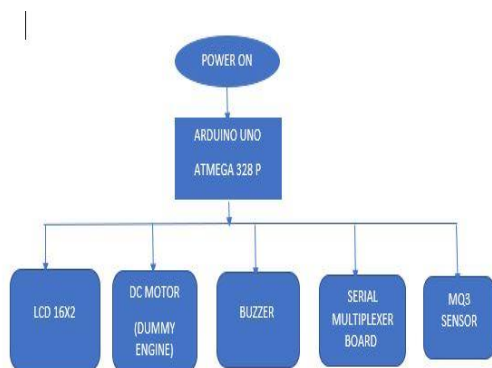 POWER ON
ARDUINO UNO
ATMEGA 328 P
LCD 16X2
DC MOTOR
(DUMMY
ENGINE)
BUZZER
SERIAL
MULTIPLEXER
BOARD
MQ3
SENSOR